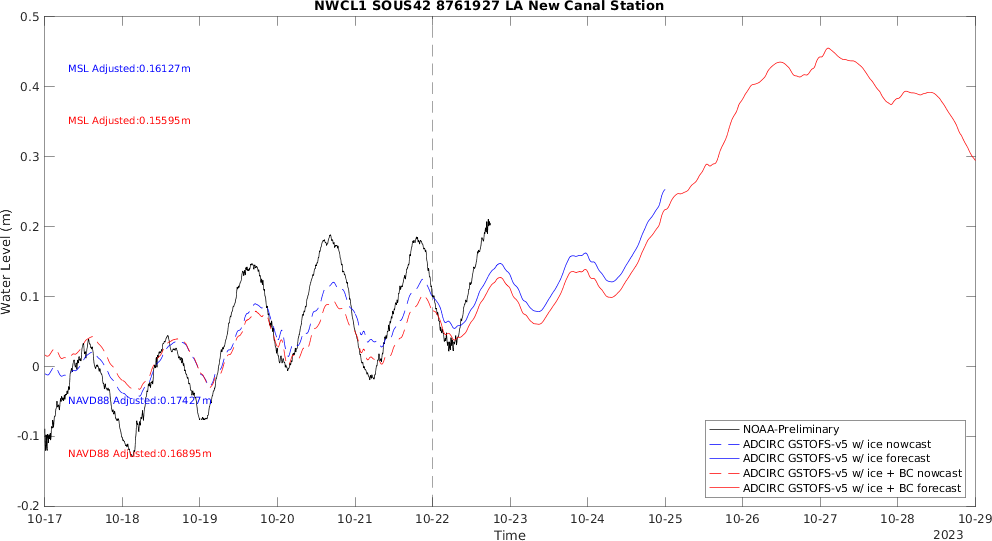 NWCL1 SOUS42 8761927 LA New Canal Station
0.5
0.4
0.3
0.2
0.1
0
-0.1
-0.2
Water Level (m)
MSL Adjusted:0.16127m
MSL Adjusted:0.15595m
NAVD88 Adjusted:0.17427m
NAVD88 Adjusted:0.16895m
NOAA-Preliminary
ADCIRC GSTOFS-v5 w/ ice nowcast
ADCIRC GSTOFS-v5 w/ ice forecast
ADCIRC GSTOFS-v5 w/ ice + BC nowcast
ADCIRC GSTOFS-v5 w/ ice + BC forecast
10-17 10-18 10-19 10-20 10-21 10-22 10-23 10-24 10-25 10-26 10-27 10-28 10-29
Time
2023